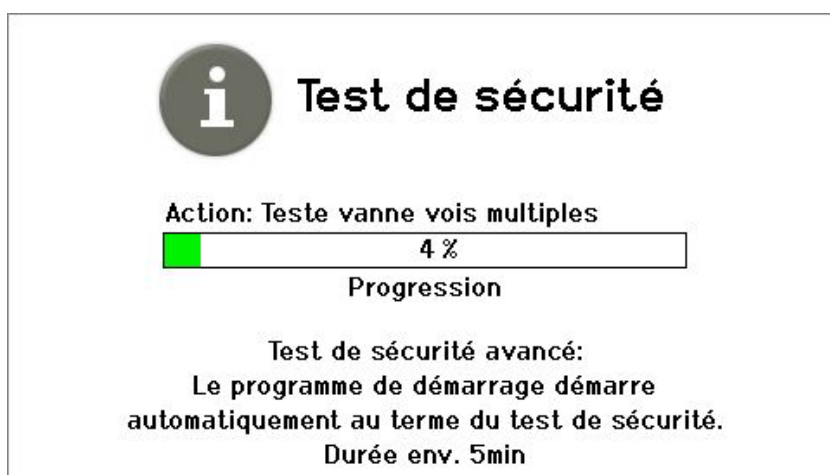 Test de sécurité
Action: Teste vanne vois multiples
4 %
Progression
Test de sécurité avancé:
Le programme de démarrage démarre
automatiquement au terme du test de sécurité.
Durée env. 5min